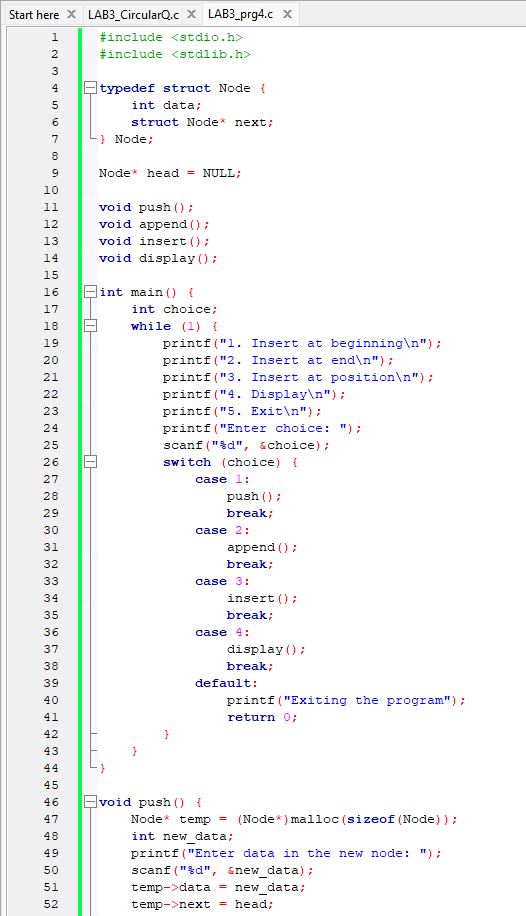 Start here LAB3_CircularQ.c LAB3_prg4.c
1 #include <stdio.h>
2 #include <stdlib.h>
3
4 typedef struct Node {
5     int data;
6     struct Node* next;
7 } Node;
8
9 Node* head = NULL;
10
11 void push();
12 void append();
13 void insert();
14 void display();
15
16 int main() {
17     int choice;
18     while (1) {
19         printf("1. Insert at beginning\n");
20         printf("2. Insert at end\n");
21         printf("3. Insert at position\n");
22         printf("4. Display\n");
23         printf("5. Exit\n");
24         printf("Enter choice: ");
25         scanf("%d", &choice);
26         switch (choice) {
27             case 1:
28                 push();
29                 break;
30             case 2:
31                 append();
32                 break;
33             case 3:
34                 insert();
35                 break;
36             case 4:
37                 display();
38                 break;
39             default:
40                 printf("Exiting the program");
41                 return 0;
42         }
43     }
44 }
45
46 void push() {
47     Node* temp = (Node*)malloc(sizeof(Node));
48     int new_data;
49     printf("Enter data in the new node: ");
50     scanf("%d", &new_data);
51     temp->data = new_data;
52     temp->next = head;